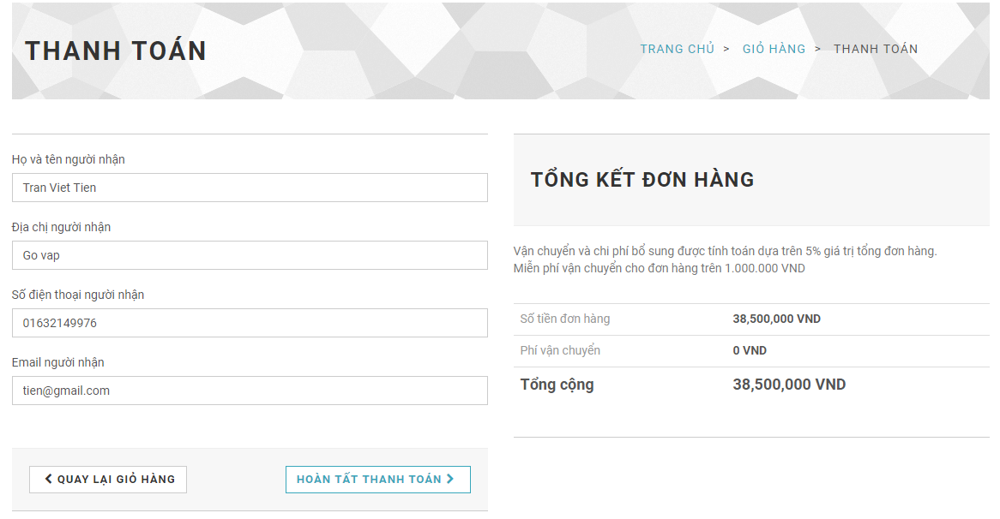 THANH TOÁN
TRANG CHỦ > GIỎ HÀNG > THANH TOÁN
Họ và tên người nhận
Tran Viet Tien
Địa chỉ người nhận
Go vap
Số điện thoại người nhận
01632149976
Email người nhận
tien@gmail.com
QUAY LẠI GIỎ HÀNG
HOÀN TẤT THANH TOÁN
TỔNG KẾT ĐƠN HÀNG
Vận chuyển và chi phí bổ sung được tính toán dựa trên 5% giá trị tổng đơn hàng.
Miễn phí vận chuyển cho đơn hàng trên 1.000.000 VND
Số tiền đơn hàng 38,500,000 VND
Phí vận chuyển 0 VND
Tổng cộng 38,500,000 VND